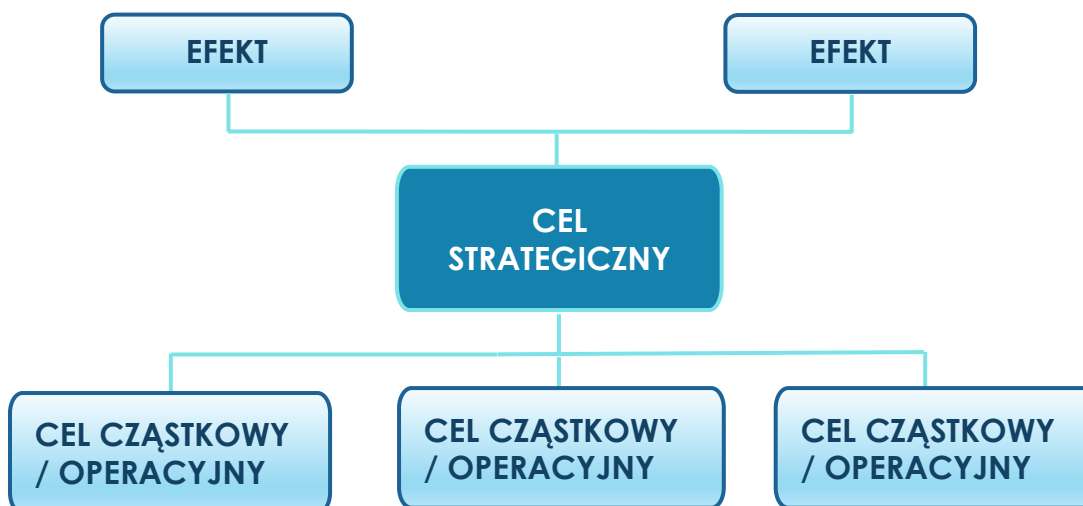 EFEKT
EFEKT
CEL
STRATEGICZNY
CEL CZĄSTKOWY
/ OPERACYJNY
CEL CZĄSTKOWY
/ OPERACYJNY
CEL CZĄSTKOWY
/ OPERACYJNY